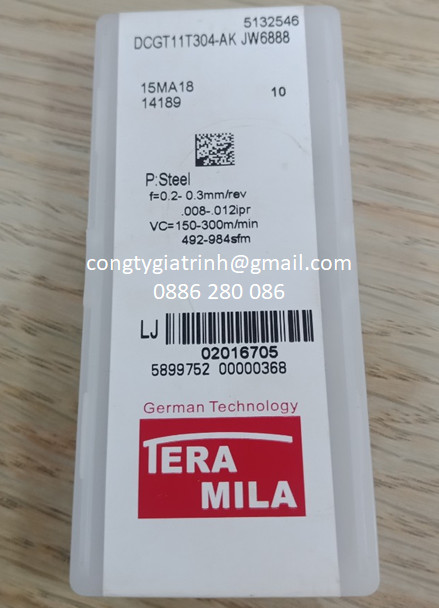 5132546
DCGT11T304-AK JW6888
15MA18
10
14189
P:Steel
f=0.2- 0.3mm/rev
.008-.012ipr
VC=150-300m/min
492-984sfm
congtygiatrinh@gmail.com
0886 280 086
LJ
02016705
5899752 00000368
German Technology
TERA
MILA